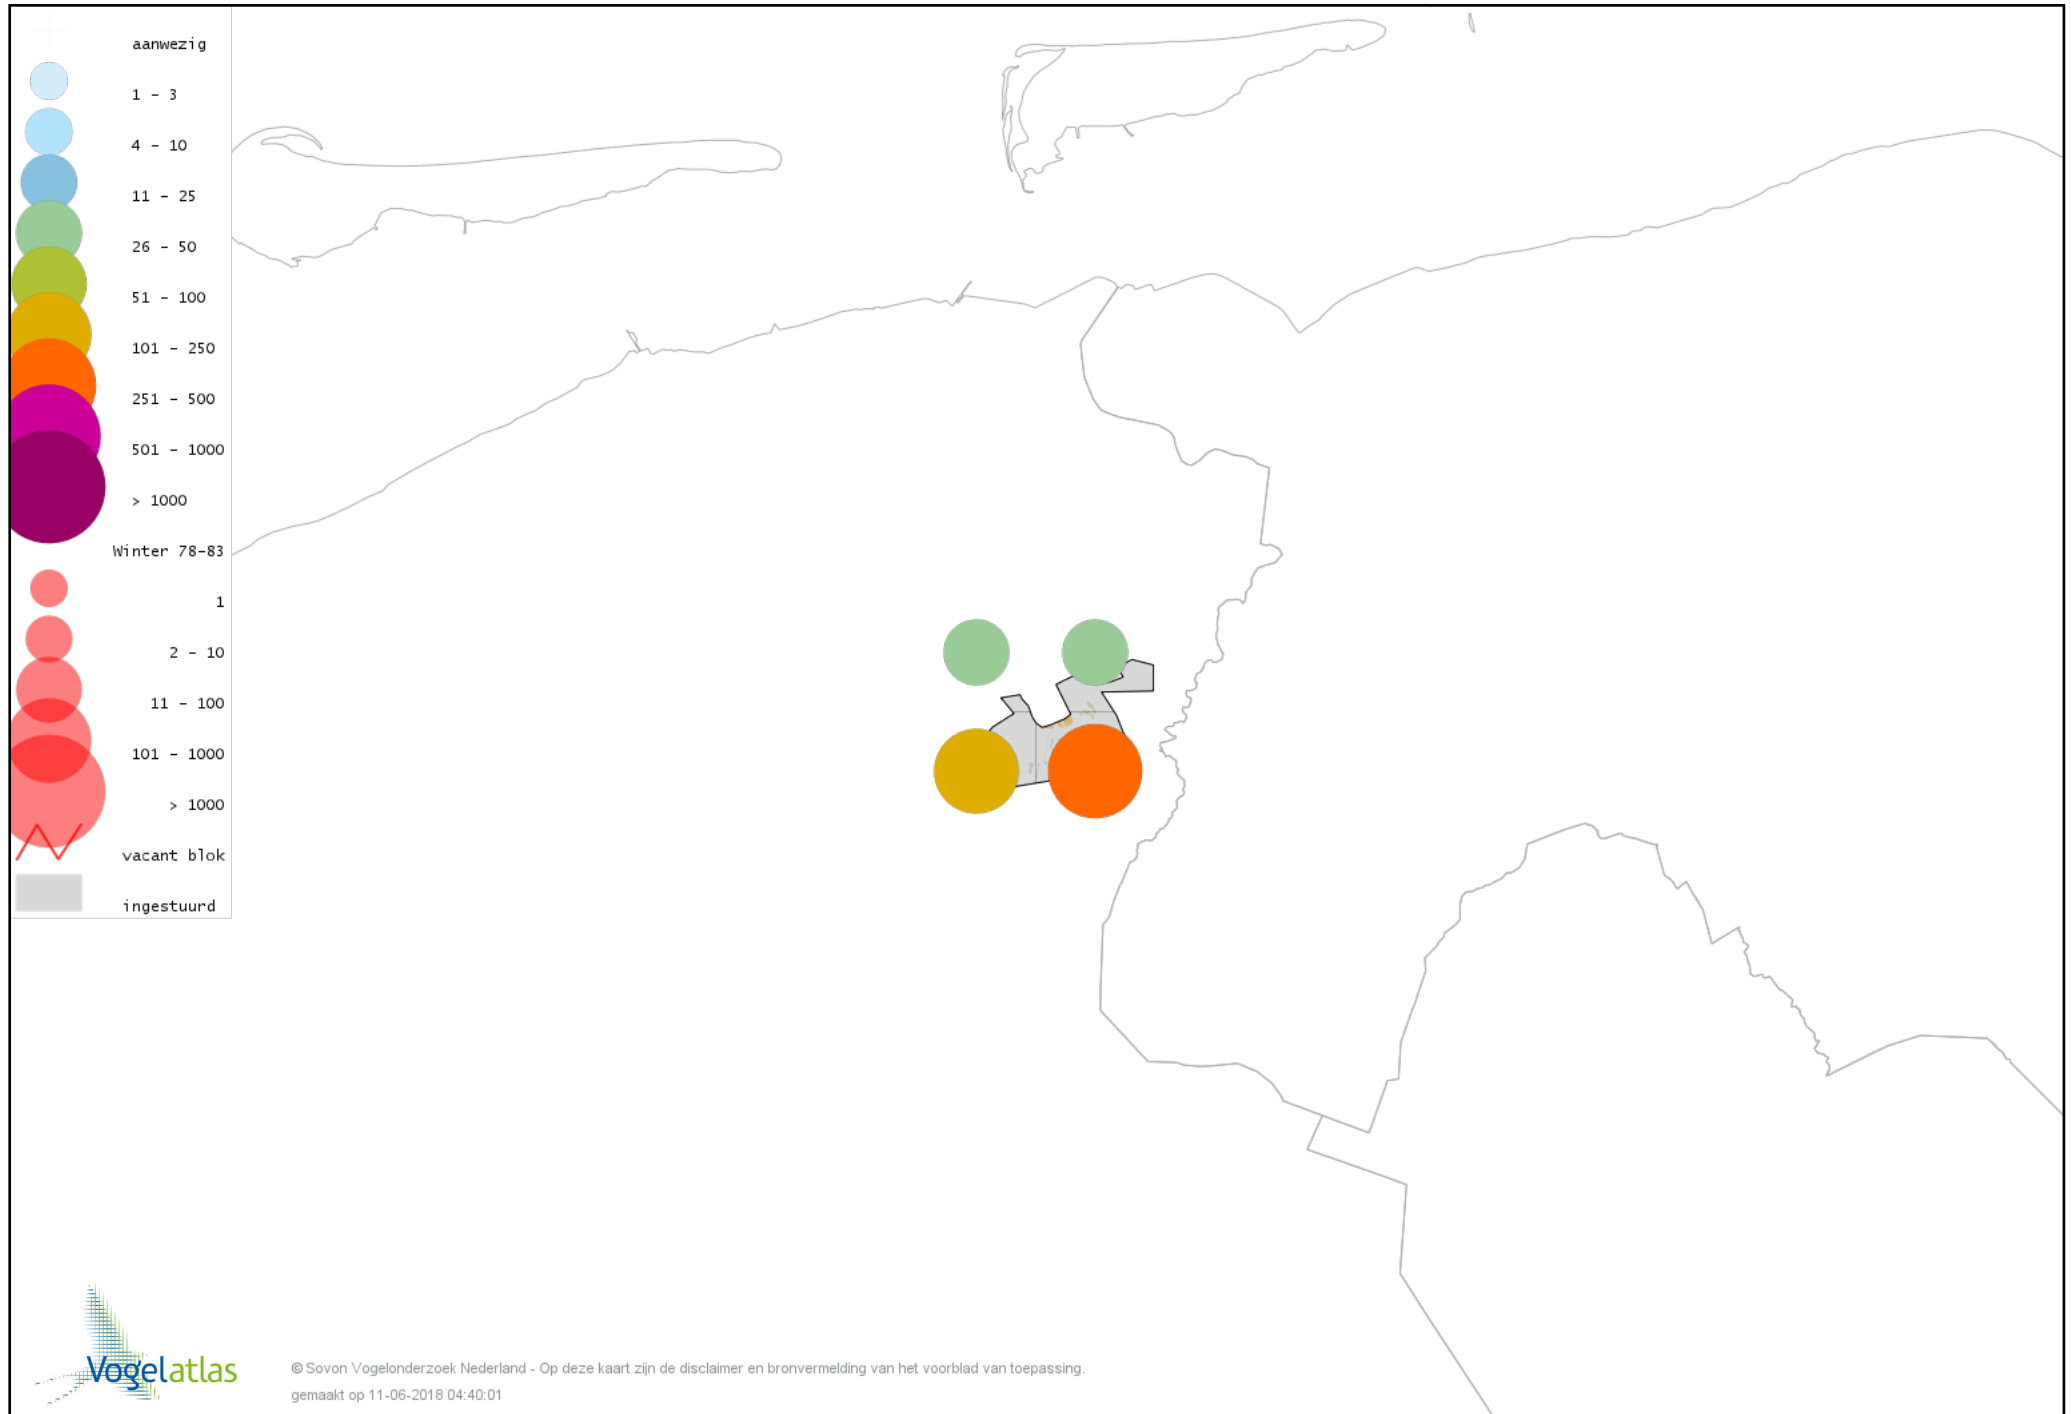 aanwezig
1 - 3
4 - 10
11 - 25
26 - 50
51 - 100
101 - 250
251 - 500
501 - 1000
> 1000
Winter 78-83
1
2 - 10
11 - 100
101 - 1000
> 1000
vacant blok
ingestuurd
Vogelatlas
© Sovon Vogelonderzoek Nederland - Op deze kaart zijn de disclaimer en bronvermelding van het voorblad van toepassing.
gemaakt op 11-06-2018 04:40:01